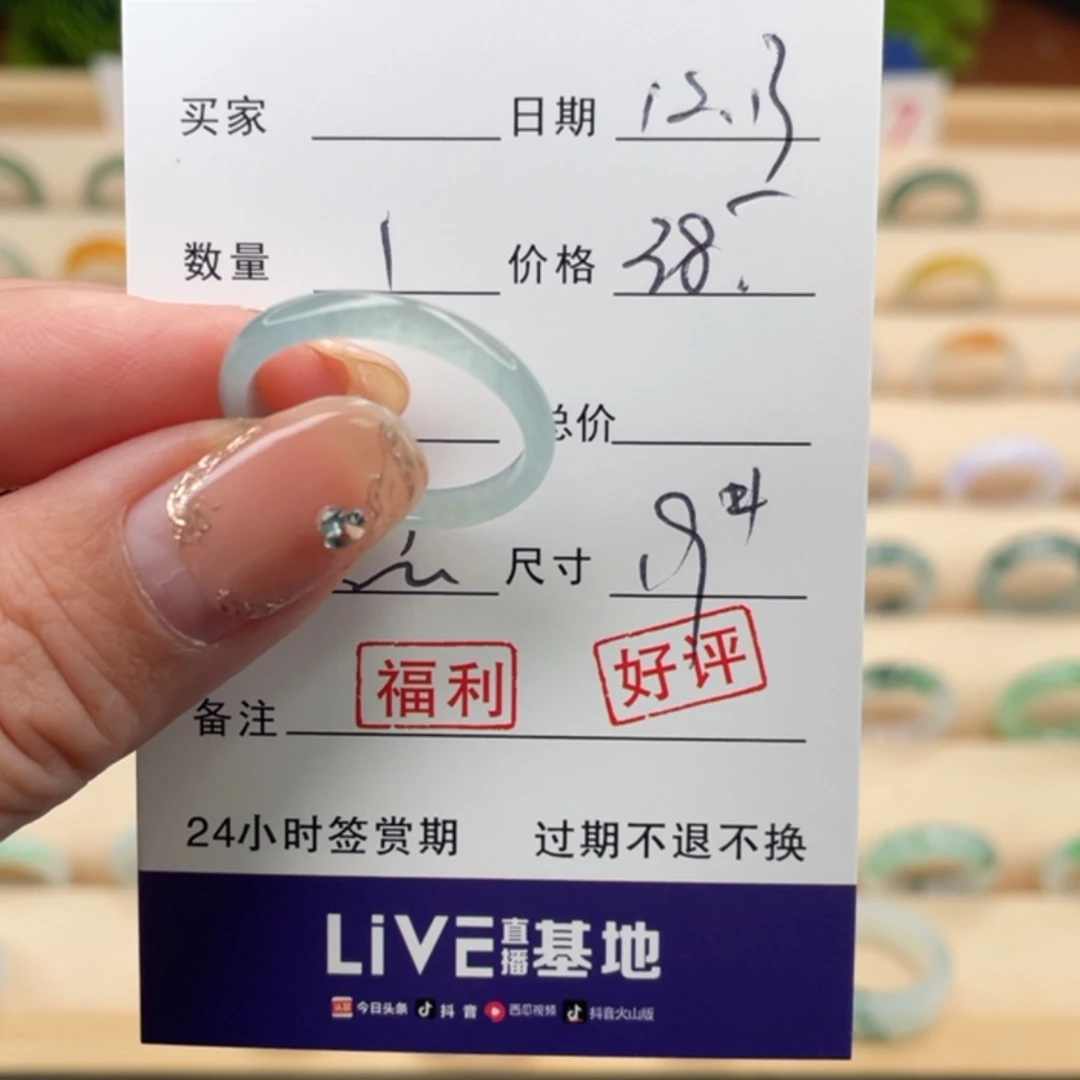 买家 日期 12.13
数量 1 价格 38.
总价
尺寸 19
福利 好评
备注
24小时签赏期 过期不退不换
LiVE直播基地
今日头条 抖音 西瓜视频 抖音火山版